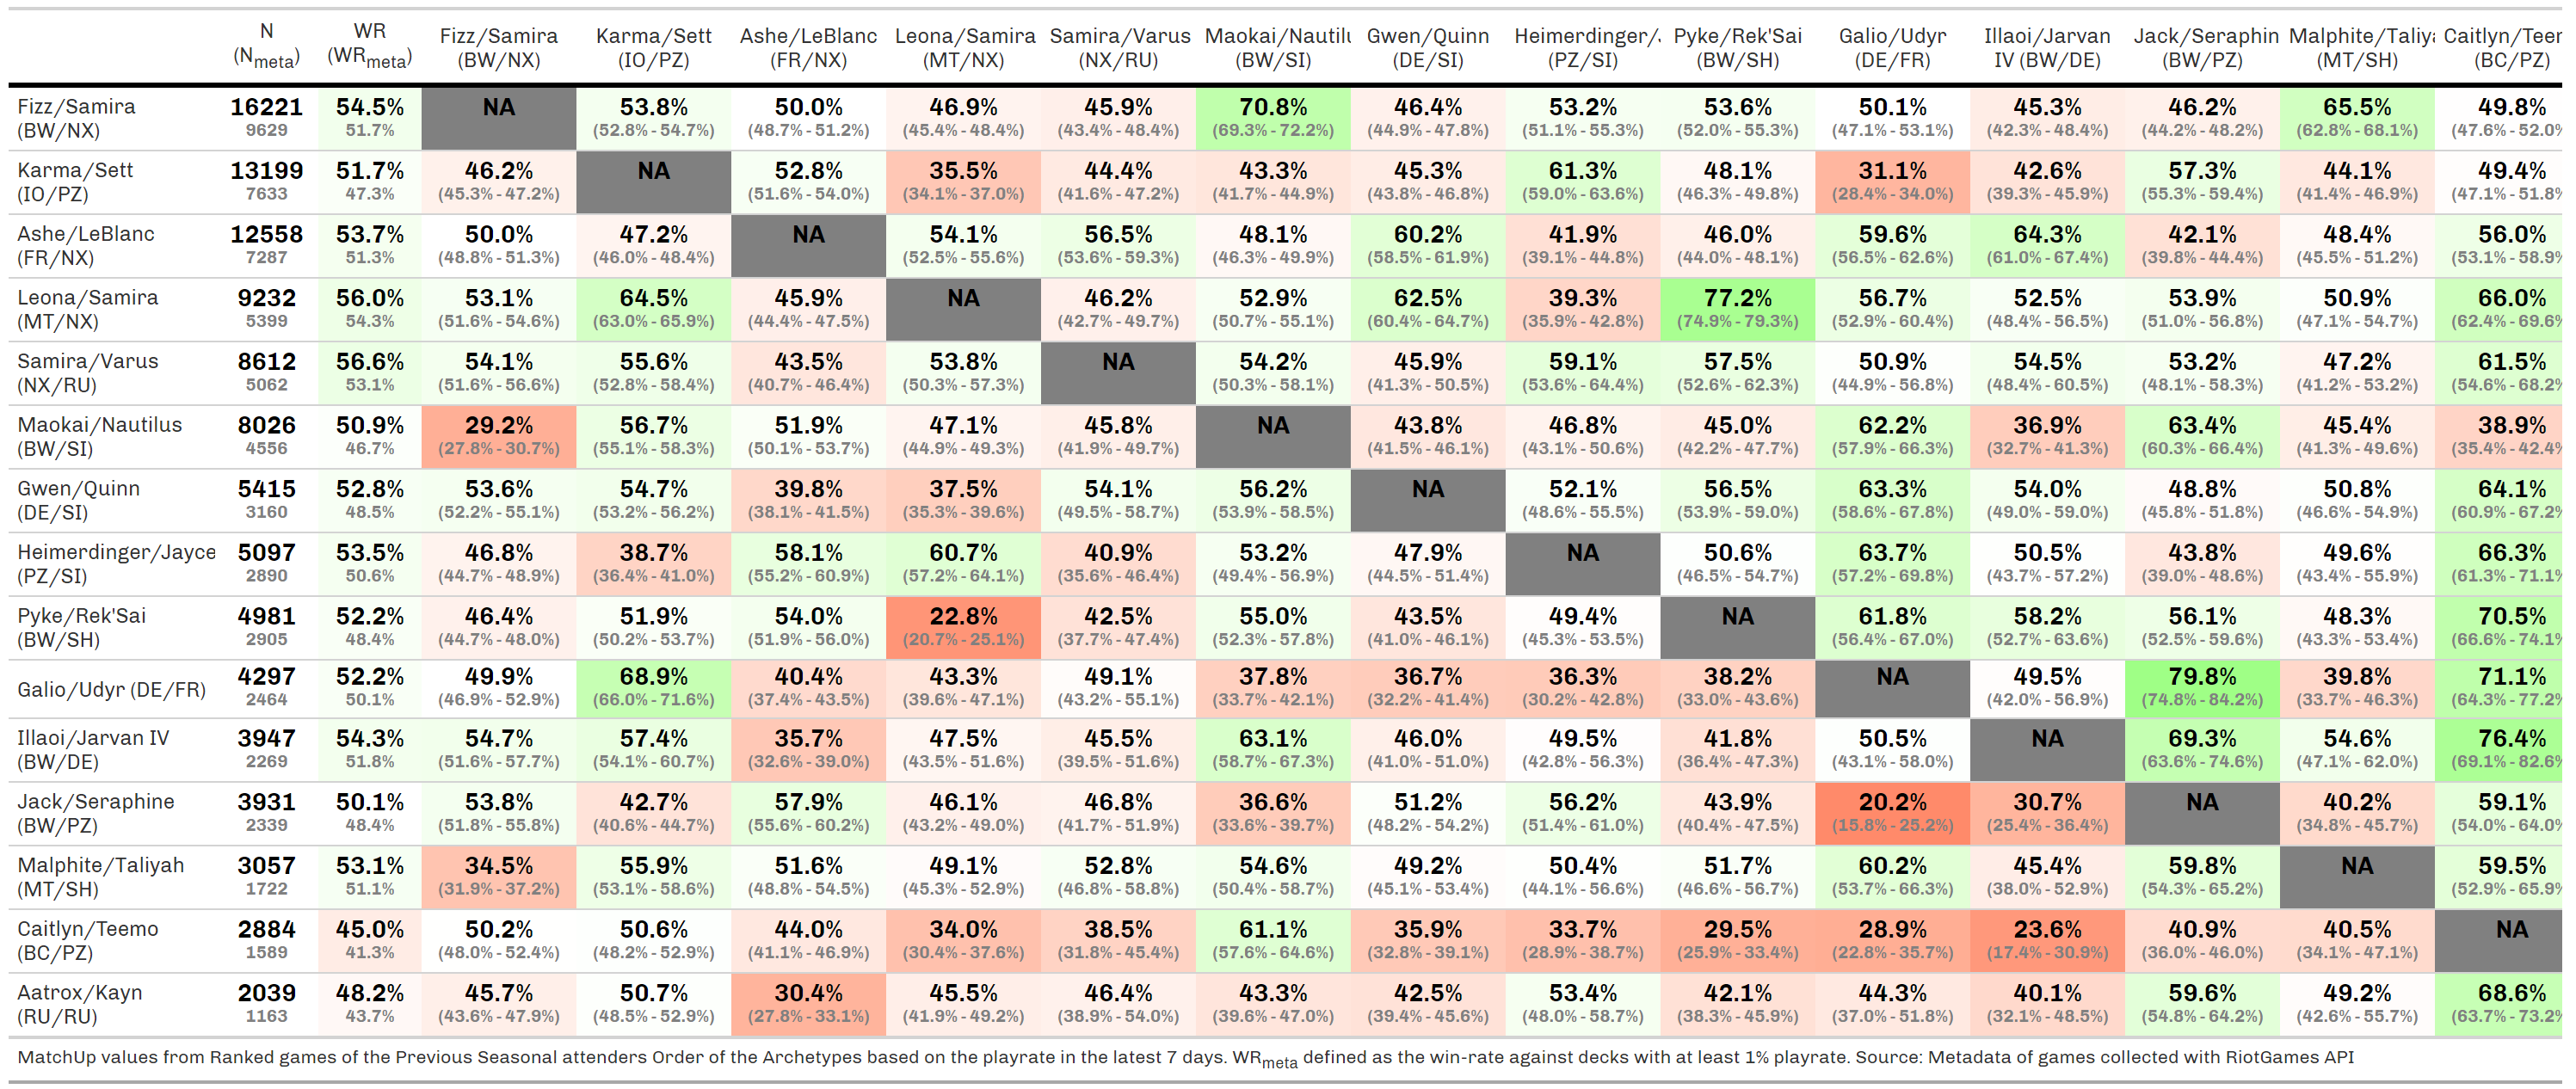 N WR Fizz/Samira Karma/Sett Ashe/LeBlanc Leona/Samira Samira/Varus Maokai/Nautilu Gwen/Quinn Heimerdinger/J Pyke/Rek'Sai Galio/Udyr Illaoi/Jarvan Jack/Seraphin Malphite/Taliya Caitlyn/Teem
(Nmeta) (WRmeta) (BW/NX) (IO/PZ) (FR/NX) (MT/NX) (NX/RU) (BW/SI) (DE/SI) (PZ/SI) (BW/SH) (DE/FR) IV (BW/DE) (BW/PZ) (MT/SH) (BC/PZ)
Fizz/Samira 16221 54.5% NA 53.8% 50.0% 46.9% 45.9% 70.8% 46.4% 53.2% 53.6% 50.1% 45.3% 46.2% 65.5% 49.8%
(BW/NX) 9629 51.7% (52.8% - 54.7%) (48.7% - 51.2%) (45.4% - 48.4%) (43.4% - 48.4%) (69.3% - 72.2%) (44.9% - 47.8%) (51.1% - 55.3%) (52.0% - 55.3%) (47.1% - 53.1%) (42.3% - 48.4%) (44.2% - 48.2%) (62.8% - 68.1%) (47.6% - 52.0%
Karma/Sett 13199 51.7% 46.2% NA 52.8% 35.5% 44.4% 43.3% 45.3% 61.3% 48.1% 31.1% 42.6% 57.3% 44.1% 49.4%
(IO/PZ) 7633 47.3% (45.3% - 47.2%) (51.6% - 54.0%) (34.1% - 37.0%) (41.6% - 47.2%) (41.7% - 44.9%) (43.8% - 46.8%) (59.0% - 63.6%) (46.3% - 49.8%) (28.4% - 34.0%) (39.3% - 45.9%) (55.3% - 59.4%) (41.4% - 46.9%) (47.1% - 51.8%
Ashe/LeBlanc 12558 53.7% 50.0% 47.2% NA 54.1% 56.5% 48.1% 60.2% 41.9% 46.0% 59.6% 64.3% 42.1% 48.4% 56.0%
(FR/NX) 7287 51.3% (48.8% - 51.3%) (46.0% - 48.4%) (52.5% - 55.6%) (53.6% - 59.3%) (46.3% - 49.9%) (58.5% - 61.9%) (39.1% - 44.8%) (44.0% - 48.1%) (56.5% - 62.6%) (61.0% - 67.4%) (39.8% - 44.4%) (45.5% - 51.2%) (53.1% - 58.9%
Leona/Samira 9232 56.0% 53.1% 64.5% 45.9% NA 46.2% 52.9% 62.5% 39.3% 77.2% 56.7% 52.5% 53.9% 50.9% 66.0%
(MT/NX) 5399 54.3% (51.6% - 54.6%) (63.0% - 65.9%) (44.4% - 47.5%) (42.7% - 49.7%) (50.7% - 55.1%) (60.4% - 64.7%) (35.9% - 42.8%) (74.9% - 79.3%) (52.9% - 60.4%) (48.4% - 56.5%) (51.0% - 56.8%) (47.1% - 54.7%) (62.4% - 69.6%
Samira/Varus 8612 56.6% 54.1% 55.6% 43.5% 53.8% NA 54.2% 45.9% 59.1% 57.5% 50.9% 54.5% 53.2% 47.2% 61.5%
(NX/RU) 5062 53.1% (51.6% - 56.6%) (52.8% - 58.4%) (40.7% - 46.4%) (50.3% - 57.3%) (50.3% - 58.1%) (41.3% - 50.5%) (53.6% - 64.4%) (52.6% - 62.3%) (44.9% - 56.8%) (48.4% - 60.5%) (48.1% - 58.3%) (41.2% - 53.2%) (54.6% - 68.2%
Maokai/Nautilus 8026 50.9% 29.2% 56.7% 51.9% 47.1% 45.8% NA 43.8% 46.8% 45.0% 62.2% 36.9% 63.4% 45.4% 38.9%
(BW/SI) 4556 46.7% (27.8% - 30.7%) (55.1% - 58.3%) (50.1% - 53.7%) (44.9% - 49.3%) (41.9% - 49.7%) (41.5% - 46.1%) (43.1% - 50.6%) (42.2% - 47.7%) (57.9% - 66.3%) (32.7% - 41.3%) (60.3% - 66.4%) (41.3% - 49.6%) (35.4% - 42.4%
Gwen/Quinn 5415 52.8% 53.6% 54.7% 39.8% 37.5% 54.1% 56.2% NA 52.1% 56.5% 63.3% 54.0% 48.8% 50.8% 64.1%
(DE/SI) 3160 48.5% (52.2% - 55.1%) (53.2% - 56.2%) (38.1% - 41.5%) (35.3% - 39.6%) (49.5% - 58.7%) (53.9% - 58.5%) (48.6% - 55.5%) (53.9% - 59.0%) (58.6% - 67.8%) (49.0% - 59.0%) (45.8% - 51.8%) (46.6% - 54.9%) (60.9% - 67.2%
Heimerdinger/Jayce 5097 53.5% 46.8% 38.7% 58.1% 60.7% 40.9% 53.2% 47.9% NA 50.6% 63.7% 50.5% 43.8% 49.6% 66.3%
(PZ/SI) 2890 50.6% (44.7% - 48.9%) (36.4% - 41.0%) (55.2% - 60.9%) (57.2% - 64.1%) (35.6% - 46.4%) (49.4% - 56.9%) (44.5% - 51.4%) (46.5% - 54.7%) (57.2% - 69.8%) (43.7% - 57.2%) (39.0% - 48.6%) (43.4% - 55.9%) (61.3% - 71.1%
Pyke/Rek'Sai 4981 52.2% 46.4% 51.9% 54.0% 22.8% 42.5% 55.0% 43.5% 49.4% NA 61.8% 58.2% 56.1% 48.3% 70.5%
(BW/SH) 2905 48.4% (44.7% - 48.0%) (50.2% - 53.7%) (51.9% - 56.0%) (20.7% - 25.1%) (37.7% - 47.4%) (52.3% - 57.8%) (41.0% - 46.1%) (45.3% - 53.5%) (56.4% - 67.0%) (52.7% - 63.6%) (52.5% - 59.6%) (43.3% - 53.4%) (66.6% - 74.1%
Galio/Udyr (DE/FR) 4297 52.2% 49.9% 68.9% 40.4% 43.3% 49.1% 37.8% 36.7% 36.3% 38.2% NA 49.5% 79.8% 39.8% 71.1%
2464 50.1% (46.9% - 52.9%) (66.0% - 71.6%) (37.4% - 43.5%) (39.6% - 47.1%) (43.2% - 55.1%) (33.7% - 42.1%) (32.2% - 41.4%) (30.2% - 42.8%) (33.0% - 43.6%) (42.0% - 56.9%) (74.8% - 84.2%) (33.7% - 46.3%) (64.3% - 77.2%
Illaoi/Jarvan IV 3947 54.3% 54.7% 57.4% 35.7% 47.5% 45.5% 63.1% 46.0% 49.5% 41.8% 50.5% NA 69.3% 54.6% 76.4%
(BW/DE) 2269 51.8% (51.6% - 57.7%) (54.1% - 60.7%) (32.6% - 39.0%) (43.5% - 51.6%) (39.5% - 51.6%) (58.7% - 67.3%) (41.0% - 51.0%) (42.8% - 56.3%) (36.4% - 47.3%) (43.1% - 58.0%) (63.6% - 74.6%) (47.1% - 62.0%) (69.1% - 82.6%
Jack/Seraphine 3931 50.1% 53.8% 42.7% 57.9% 46.1% 46.8% 36.6% 51.2% 56.2% 43.9% 20.2% 30.7% NA 40.2% 59.1%
(BW/PZ) 2339 48.4% (51.8% - 55.8%) (40.6% - 44.7%) (55.6% - 60.2%) (43.2% - 49.0%) (41.7% - 51.9%) (33.6% - 39.7%) (48.2% - 54.2%) (51.4% - 61.0%) (40.4% - 47.5%) (15.8% - 25.2%) (25.4% - 36.4%) (34.8% - 45.7%) (54.0% - 64.0%
Malphite/Taliyah 3057 53.1% 34.5% 55.9% 51.6% 49.1% 52.8% 54.6% 49.2% 50.4% 51.7% 60.2% 45.4% 59.8% NA 59.5%
(MT/SH) 1722 51.1% (31.9% - 37.2%) (53.1% - 58.6%) (48.8% - 54.5%) (45.3% - 52.9%) (46.8% - 58.8%) (50.4% - 58.7%) (45.1% - 53.4%) (44.1% - 56.6%) (46.6% - 56.7%) (53.7% - 66.3%) (38.0% - 52.9%) (54.3% - 65.2%) (52.9% - 65.9%
Caitlyn/Teemo 2884 45.0% 50.2% 50.6% 44.0% 34.0% 38.5% 61.1% 35.9% 33.7% 29.5% 28.9% 23.6% 40.9% 40.5% NA
(BC/PZ) 1589 41.3% (48.0% - 52.4%) (48.2% - 52.9%) (41.1% - 46.9%) (30.4% - 37.6%) (31.8% - 45.4%) (57.6% - 64.6%) (32.8% - 39.1%) (28.9% - 38.7%) (25.9% - 33.4%) (22.8% - 35.7%) (17.4% - 30.9%) (36.0% - 46.0%) (34.1% - 47.1%)
Aatrox/Kayn 2039 48.2% 45.7% 50.7% 30.4% 45.5% 46.4% 43.3% 42.5% 53.4% 42.1% 44.3% 40.1% 59.6% 49.2% 68.6%
(RU/RU) 1163 43.7% (43.6% - 47.9%) (48.5% - 52.9%) (27.8% - 33.1%) (41.9% - 49.2%) (38.9% - 54.0%) (39.6% - 47.0%) (39.4% - 45.6%) (48.0% - 58.7%) (38.3% - 45.9%) (37.0% - 51.8%) (32.1% - 48.5%) (54.8% - 64.2%) (42.6% - 55.7%) (63.7% - 73.2%
MatchUp values from Ranked games of the Previous Seasonal attenders Order of the Archetypes based on the playrate in the latest 7 days. WRmeta defined as the win-rate against decks with at least 1% playrate. Source: Metadata of games collected with RiotGames API